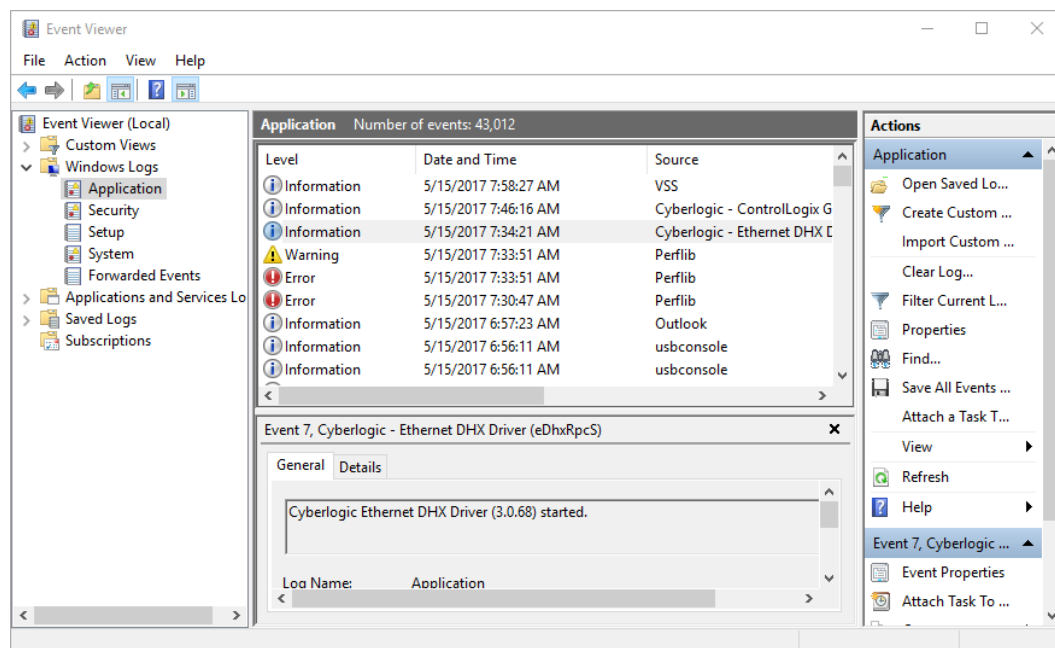 Event Viewer
File Action View Help
Event Viewer (Local)
Custom Views
Windows Logs
Application
Security
Setup
System
Forwarded Events
Applications and Services Lo
Saved Logs
Subscriptions
Application Number of events: 43,012
Level Date and Time Source
Information 5/15/2017 7:58:27 AM VSS
Information 5/15/2017 7:46:16 AM Cyberlogic - ControlLogix G
Information 5/15/2017 7:34:21 AM Cyberlogic - Ethernet DHX D
Warning 5/15/2017 7:33:51 AM Perflib
Error 5/15/2017 7:33:51 AM Perflib
Error 5/15/2017 7:30:47 AM Perflib
Information 5/15/2017 6:57:23 AM Outlook
Information 5/15/2017 6:56:11 AM usbconsole
Information 5/15/2017 6:56:11 AM usbconsole
Event 7, Cyberlogic - Ethernet DHX Driver (eDhxRpcS)
General Details
Cyberlogic Ethernet DHX Driver (3.0.68) started.
Log Name: Application
Actions
Application
Open Saved Lo...
Create Custom ...
Import Custom ...
Clear Log...
Filter Current L...
Properties
Find...
Save All Events ...
Attach a Task T...
View
Refresh
Help
Event 7, Cyberlogic ...
Event Properties
Attach Task To ...